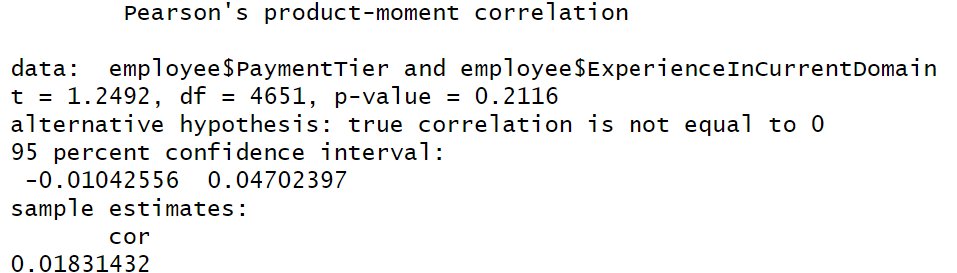 Pearson's product-moment correlation
data:  employee$PaymentTier and employee$ExperienceInCurrentDomain
t = 1.2492, df = 4651, p-value = 0.2116
alternative hypothesis: true correlation is not equal to 0
95 percent confidence interval:
 -0.01042556  0.04702397
sample estimates:
       cor
0.01831432